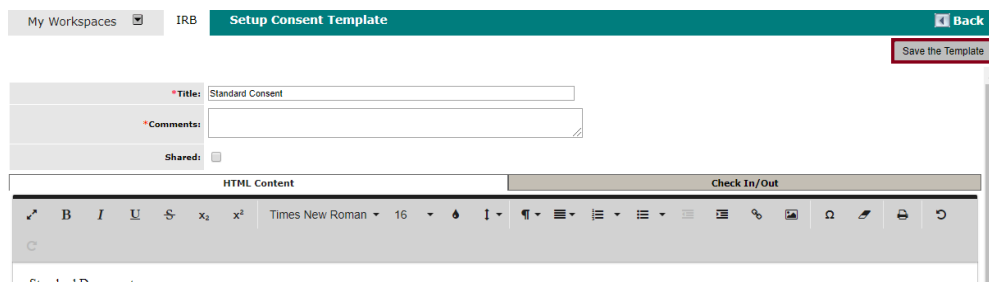 My Workspaces IRB Setup Consent Template Back
Save the Template
*Title: Standard Consent
*Comments:
Shared:
HTML Content Check In/Out
B I U S x₂ x² Times New Roman 16 ¶ Ω